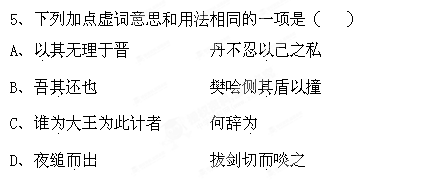 5、下列加点虚词意思和用法相同的一项是（    ）
A、以其无理于晋    丹不忍以己之私
B、吾其还也    樊哙侧其盾以撞
C、谁为大王为此计者    何辞为
D、夜缒而出    拔剑切而啖之